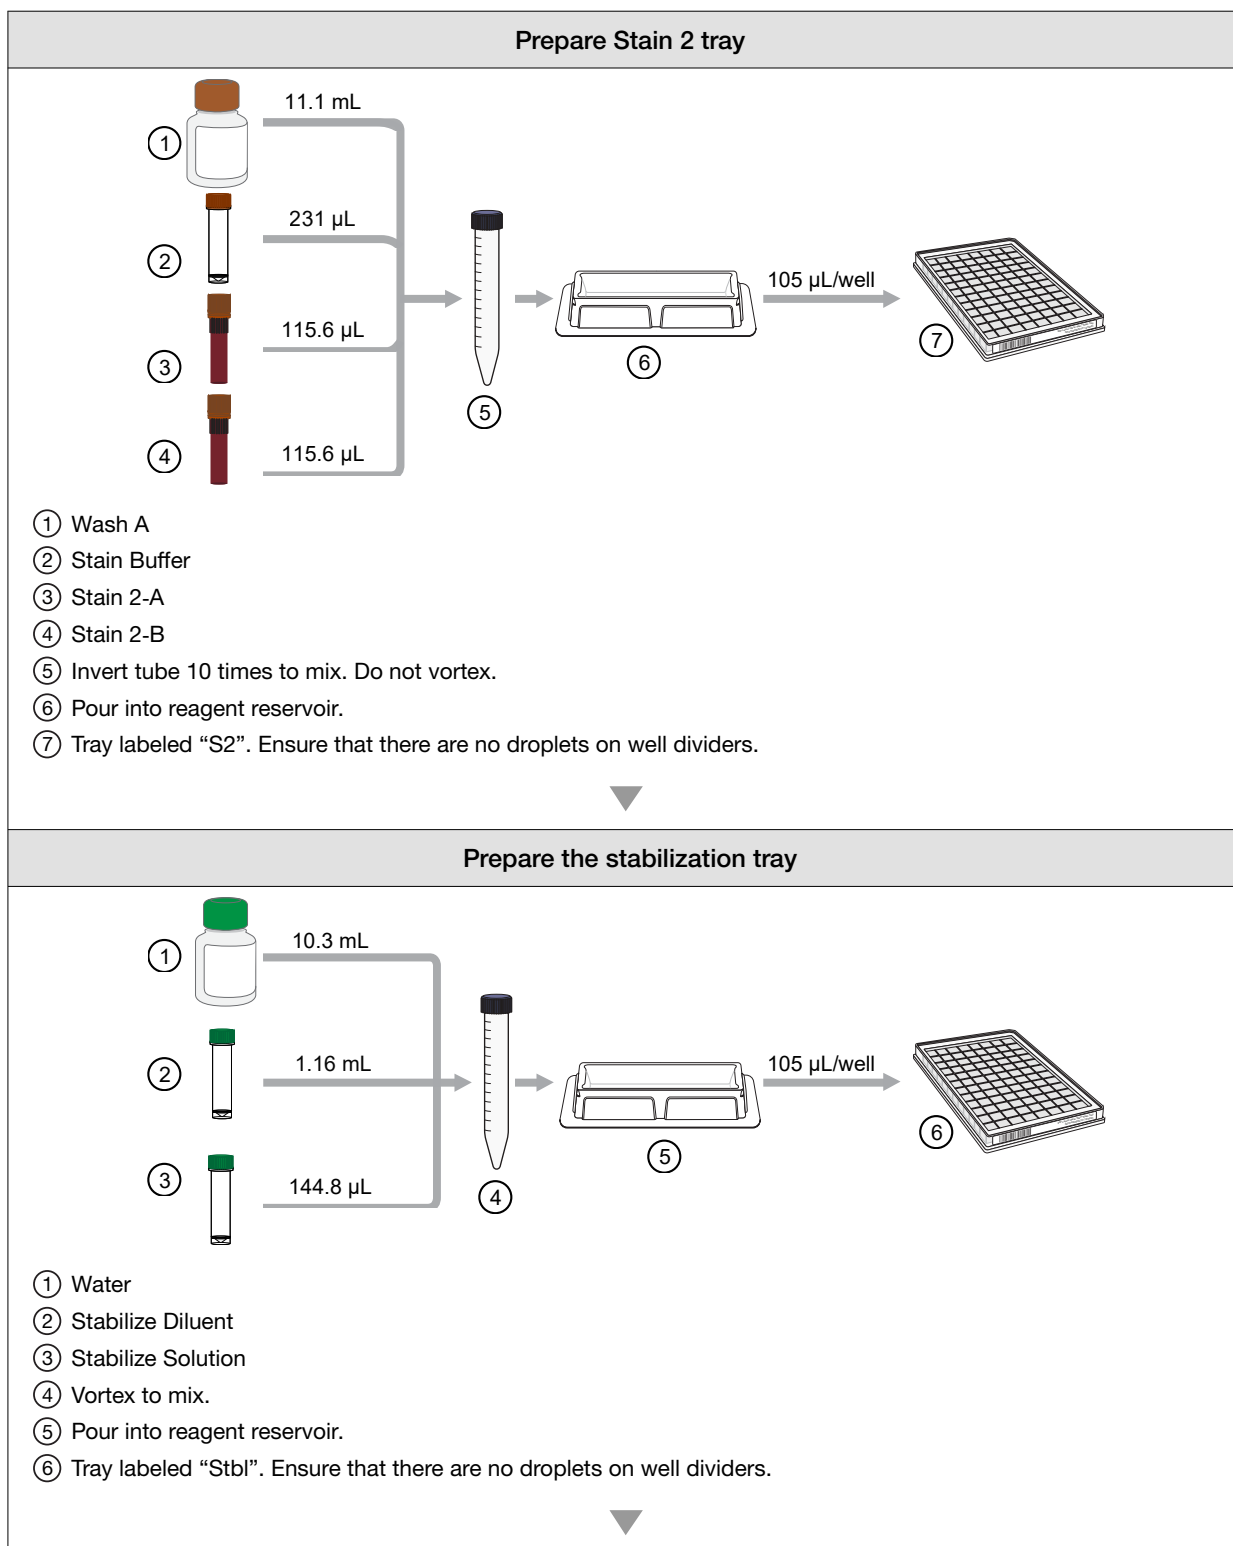 Prepare Stain 2 tray
11.1 mL
1
231 µL
2
105 µL/well
115.6 µL
3
6
7
5
115.6 µL
4
1 Wash A
2 Stain Buffer
3 Stain 2-A
4 Stain 2-B
5 Invert tube 10 times to mix. Do not vortex.
6 Pour into reagent reservoir.
7 Tray labeled “S2”. Ensure that there are no droplets on well dividers.
Prepare the stabilization tray
10.3 mL
1
1.16 mL
2
105 µL/well
144.8 µL
3
4
5
6
1 Water
2 Stabilize Diluent
3 Stabilize Solution
4 Vortex to mix.
5 Pour into reagent reservoir.
6 Tray labeled “Stbl”. Ensure that there are no droplets on well dividers.